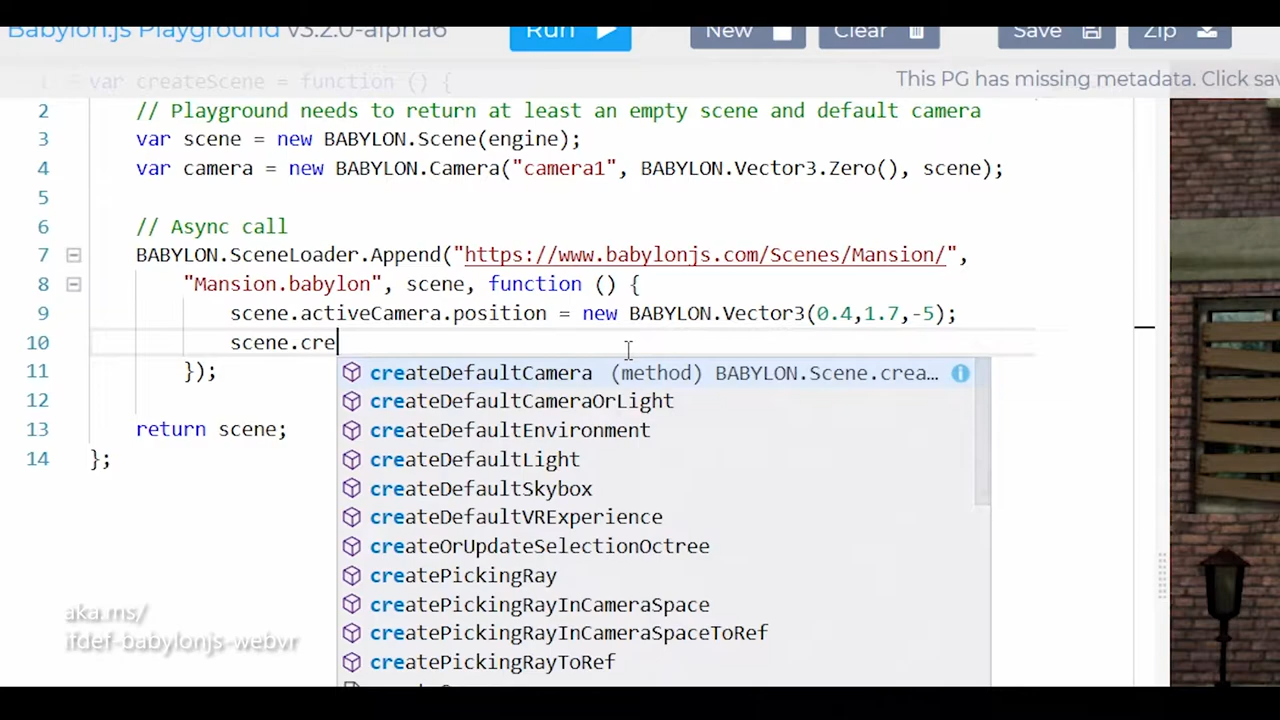 Babylon.js Playground v3.2.0-alpha6 Run New Clear Save Zip
This PG has missing metadata. Click sav
1 var createScene = function () {
2 // Playground needs to return at least an empty scene and default camera
3 var scene = new BABYLON.Scene(engine);
4 var camera = new BABYLON.Camera("camera1", BABYLON.Vector3.Zero(), scene);
5
6 // Async call
7 BABYLON.SceneLoader.Append("https://www.babylonjs.com/Scenes/Mansion/",
8 "Mansion.babylon", scene, function () {
9 scene.activeCamera.position = new BABYLON.Vector3(0.4,1.7,-5);
10 scene.cre
11 });
12
13 return scene;
14 };
createDefaultCamera (method) BABYLON.Scene.crea…
createDefaultCameraOrLight
createDefaultEnvironment
createDefaultLight
createDefaultSkybox
createDefaultVRExperience
createOrUpdateSelectionOctree
createPickingRay
createPickingRayInCameraSpace
createPickingRayInCameraSpaceToRef
createPickingRayToRef
aka.ms/
ifdef-babylonjs-webvr